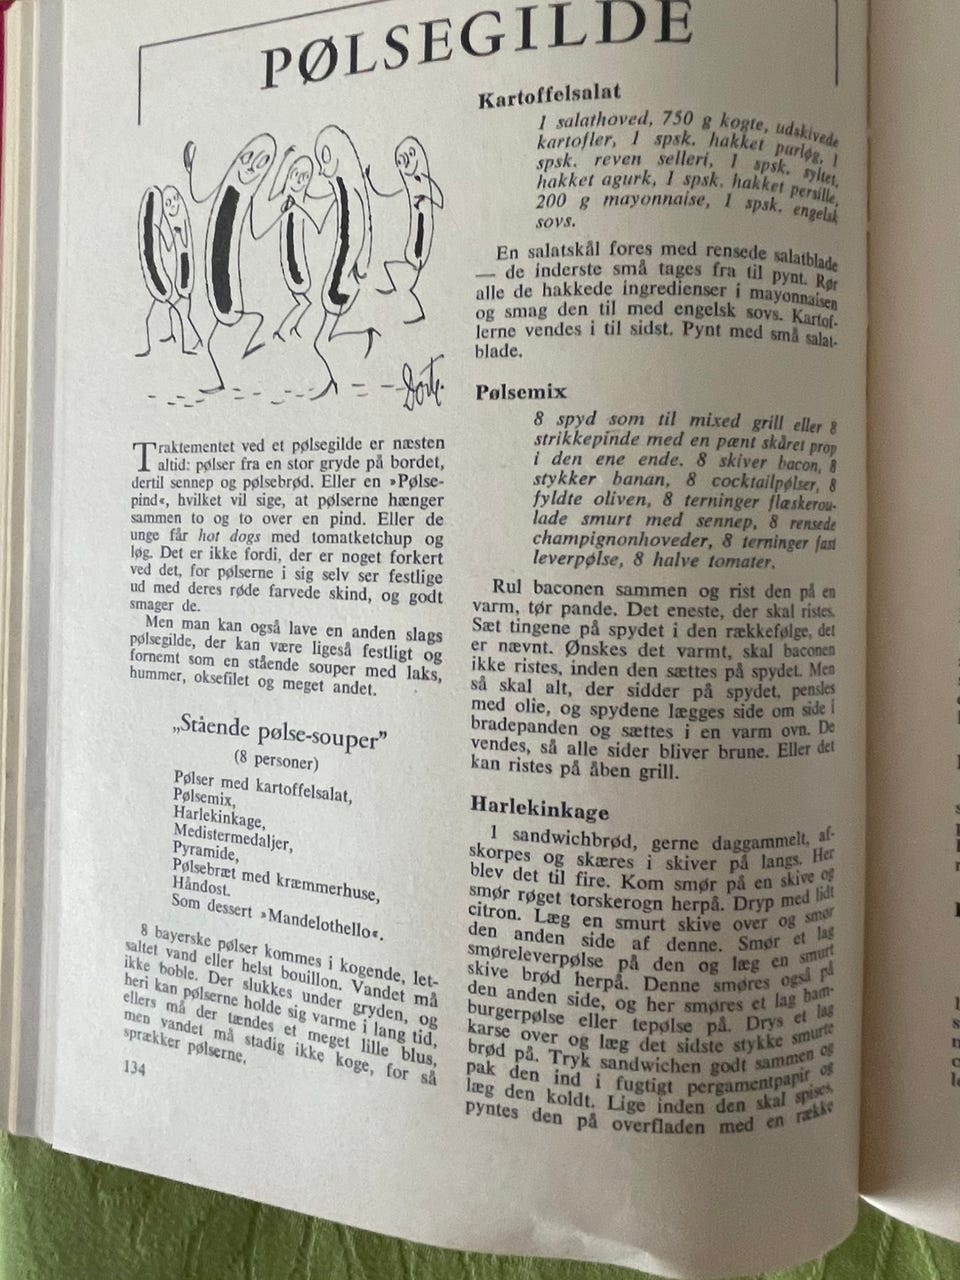 PØLSEGILDE
Dorte.
Traktementet ved et pølsegilde er næsten
altid: pølser fra en stor gryde på bordet,
dertil sennep og pølsebrød. Eller en »Pølse-
pind«, hvilket vil sige, at pølserne hænger
sammen to og to over en pind. Eller de
unge får hot dogs med tomatketchup og
løg. Det er ikke fordi, der er noget forkert
ved det, for pølserne i sig selv ser festlige
ud med deres røde farvede skind, og godt
smager de.
Men man kan også lave en anden slags
pølsegilde, der kan være ligeså festligt og
fornemt som en stående souper med laks,
hummer, oksefilet og meget andet.
„Stående pølse-souper”
(8 personer)
Pølser med kartoffelsalat,
Pølsemix,
Harlekinkage,
Medistermedaljer,
Pyramide,
Pølsebræt med kræmmerhuse,
Håndost.
Som dessert »Mandelothello«.
8 bayerske pølser kommes i kogende, let-
saltet vand eller helst bouillon. Vandet må
ikke boble. Der slukkes under gryden, og
heri kan pølserne holde sig varme i lang tid,
ellers må der tændes et meget lille blus,
men vandet må stadig ikke koge, for så
sprækker pølserne.
134
Kartoffelsalat
1 salathoved, 750 g kogte, udskivede
kartofler, 1 spsk. hakket purløg, 1
spsk. reven selleri, 1 spsk. syltet,
hakket agurk, 1 spsk. hakket persille,
200 g mayonnaise, 1 spsk. engelsk
sovs.
En salatskål fores med rensede salatblade
— de inderste små tages fra til pynt. Rør
alle de hakkede ingredienser i mayonnaisen
og smag den til med engelsk sovs. Kartof-
lerne vendes i til sidst. Pynt med små salat-
blade.
Pølsemix
8 spyd som til mixed grill eller 8
strikkepinde med en pænt skåret prop
i den ene ende. 8 skiver bacon, 8
stykker banan, 8 cocktailpølser, 8
fyldte oliven, 8 terninger flæskerou-
lade smurt med sennep, 8 rensede
champignonhoveder, 8 terninger fast
leverpølse, 8 halve tomater.
Rul baconen sammen og rist den på en
varm, tør pande. Det eneste, der skal ristes.
Sæt tingene på spydet i den rækkefølge, det
er nævnt. Ønskes det varmt, skal baconen
ikke ristes, inden den sættes på spydet. Men
så skal alt, der sidder på spydet, pensles
med olie, og spydene lægges side om side i
bradepanden og sættes i en varm ovn. De
vendes, så alle sider bliver brune. Eller det
kan ristes på åben grill.
Harlekinkage
1 sandwichbrød, gerne daggammelt, af-
skorpes og skæres i skiver på langs. Her
blev det til fire. Kom smør på en skive og
smør røget torskerogn herpå. Dryp med lidt
citron. Læg en smurt skive over og smør
den anden side af denne. Smør et lag
smøreleverpølse på den og læg en smurt
skive brød herpå. Denne smøres også på
den anden side, og her smøres et lag ham-
burgerpølse eller tepølse på. Drys et lag
karse over og læg det sidste stykke smurte
brød på. Tryk sandwichen godt sammen og
pak den ind i fugtigt pergamentpapir og
læg den koldt. Lige inden den skal spises,
pyntes den på overfladen med en række